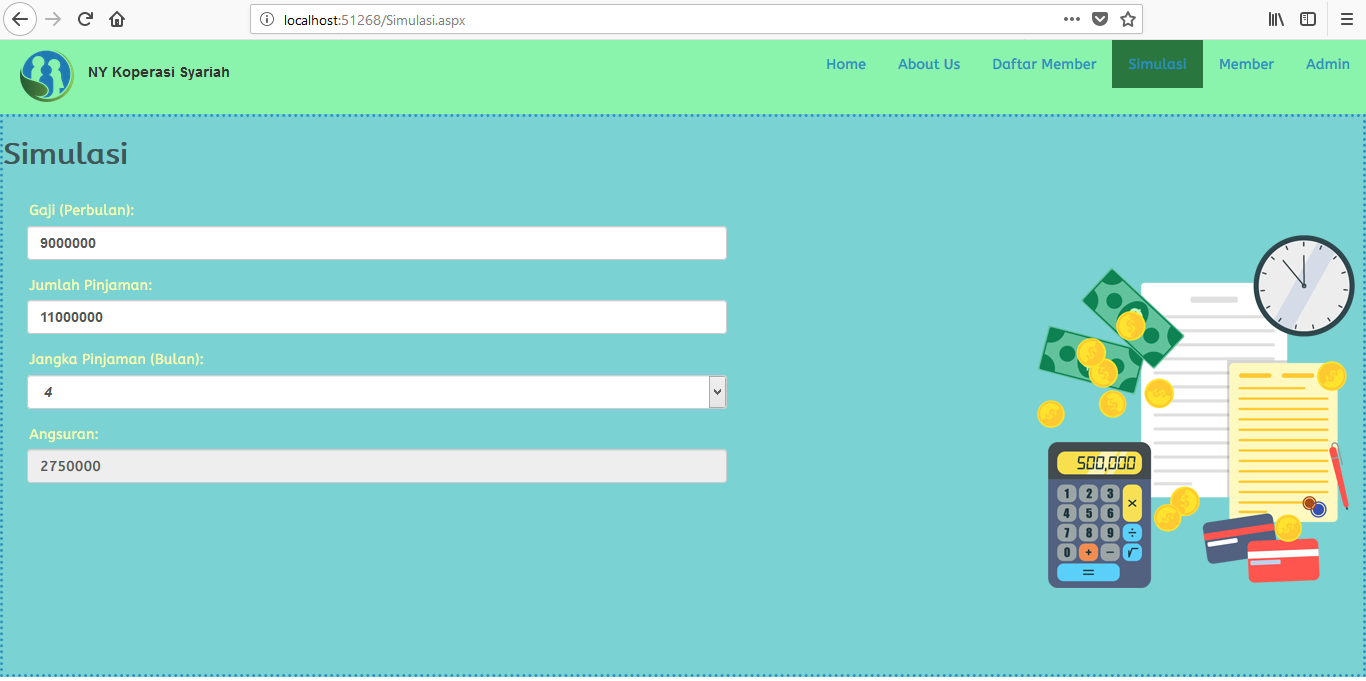 localhost:51268/Simulasi.aspx
NY Koperasi Syariah
Home About Us Daftar Member Simulasi Member Admin
Simulasi
Gaji (Perbulan):
9000000
Jumlah Pinjaman:
11000000
Jangka Pinjaman (Bulan):
4
Angsuran:
2750000
500,000
1 2 3 ×
4 5 6
7 8 9 ÷
0 + − √
=